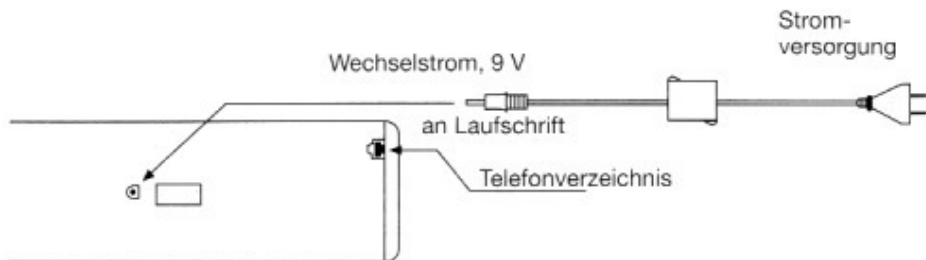 Strom-
versorgung
Wechselstrom, 9 V
an Laufschrift
Telefonverzeichnis